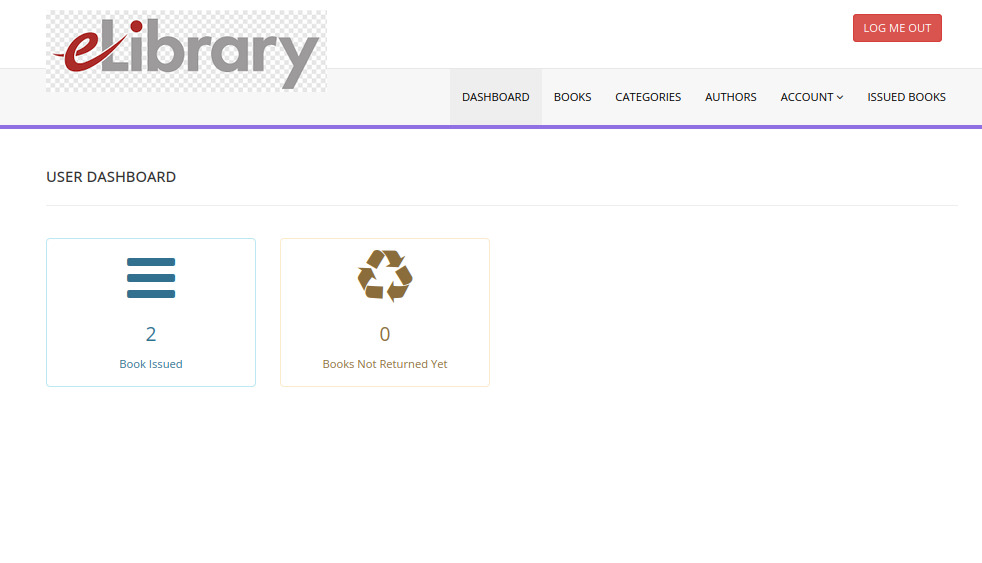 eLibrary
LOG ME OUT
DASHBOARD BOOKS CATEGORIES AUTHORS ACCOUNT ISSUED BOOKS
USER DASHBOARD
2
Book Issued
0
Books Not Returned Yet